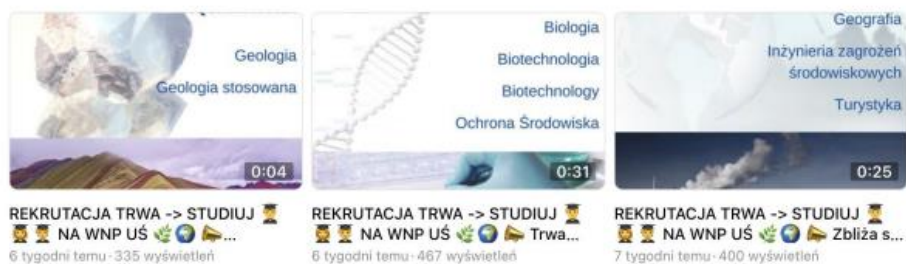 Geologia
Geologia stosowana
0:04
REKRUTACJA TRWA -> STUDIUJ 👨‍🎓
👩‍🎓 👨‍🎓 NA WNP UŚ 🌿 🌍 📣...
6 tygodni temu · 335 wyświetleń
Biologia
Biotechnologia
Biotechnology
Ochrona Środowiska
0:31
REKRUTACJA TRWA -> STUDIUJ 👨‍🎓
👩‍🎓 👨‍🎓 NA WNP UŚ 🌿 🌍 📣 Trwa...
6 tygodni temu · 467 wyświetleń
Geografia
Inżynieria zagrożeń
środowiskowych
Turystyka
0:25
REKRUTACJA TRWA -> STUDIUJ 👨‍🎓
👩‍🎓 👨‍🎓 NA WNP UŚ 🌿 🌍 📣 Zbliża s...
7 tygodni temu · 400 wyświetleń